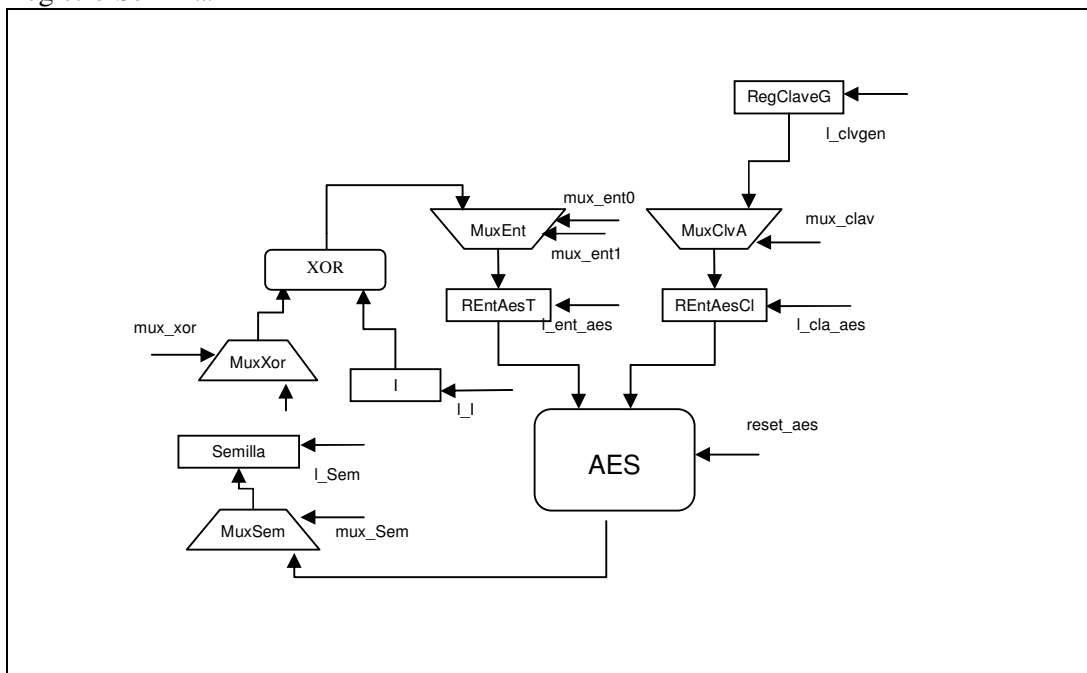 RegClaveG
l_clvgen
mux_ent0
MuxEnt
mux_ent1
MuxClvA
mux_clav
XOR
REntAesT
l_ent_aes
REntAesCl
l_cla_aes
mux_xor
MuxXor
I
l_I
reset_aes
AES
Semilla
l_Sem
MuxSem
mux_Sem